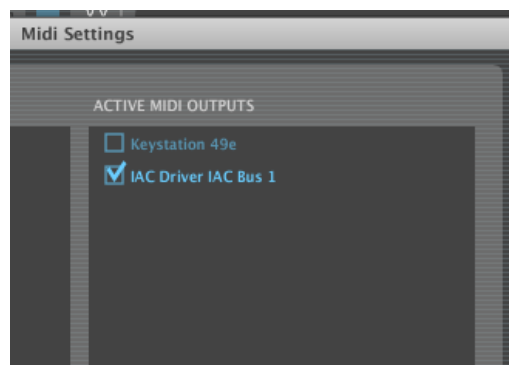 Midi Settings
ACTIVE MIDI OUTPUTS
Keystation 49e
IAC Driver IAC Bus 1